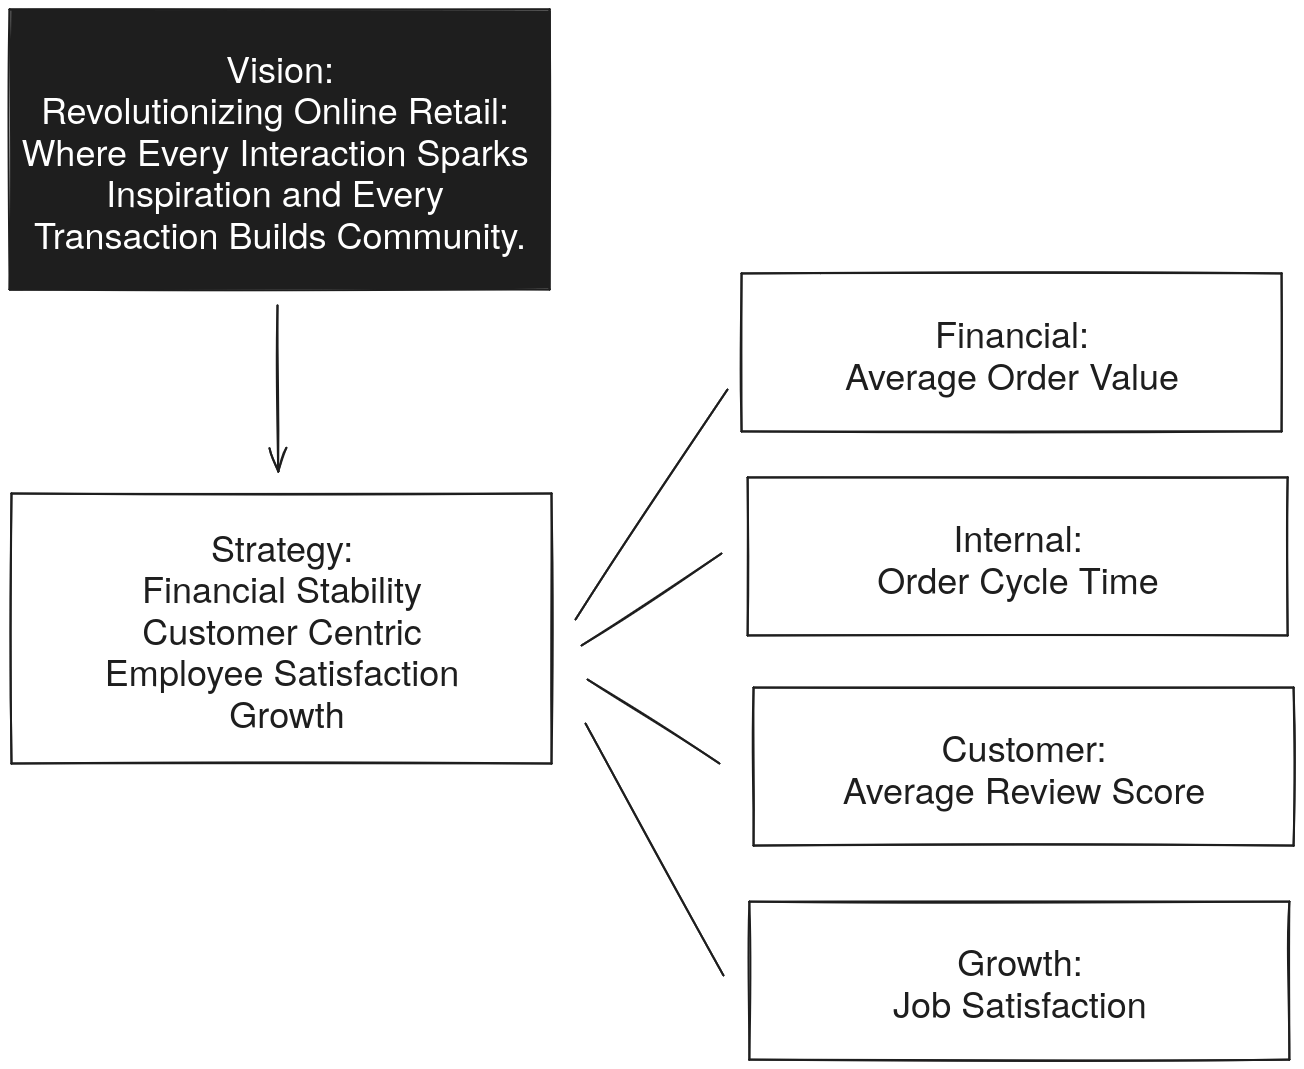 Vision:
Revolutionizing Online Retail:
Where Every Interaction Sparks
Inspiration and Every
Transaction Builds Community.
Strategy:
Financial Stability
Customer Centric
Employee Satisfaction
Growth
Financial:
Average Order Value
Internal:
Order Cycle Time
Customer:
Average Review Score
Growth:
Job Satisfaction